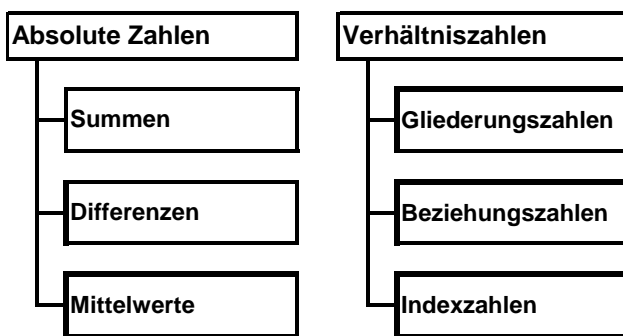 Absolute Zahlen
Summen
Differenzen
Mittelwerte
Verhältniszahlen
Gliederungszahlen
Beziehungszahlen
Indexzahlen